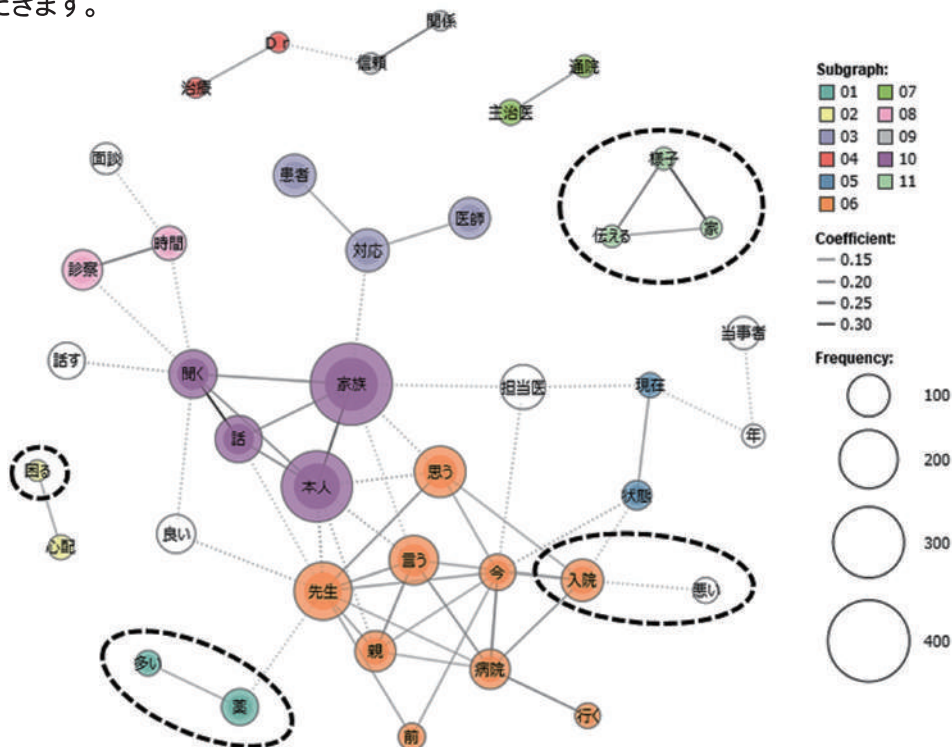 できます。
関係
Dr
信頼
治療
通院
主治医
Subgraph:
01 07
02 08
03 09
04 10
05 11
06
面談
患者
様子
時間
医師
伝える
家
対応
診察
Coefficient:
0.15
0.20
0.25
0.30
当事者
話す
聞く
家族
担当医
現在
Frequency:
100
200
300
400
年
話
困る
思う
本人
状態
心配
良い
言う
今
入院
悪い
先生
親
病院
多い
薬
行く
前